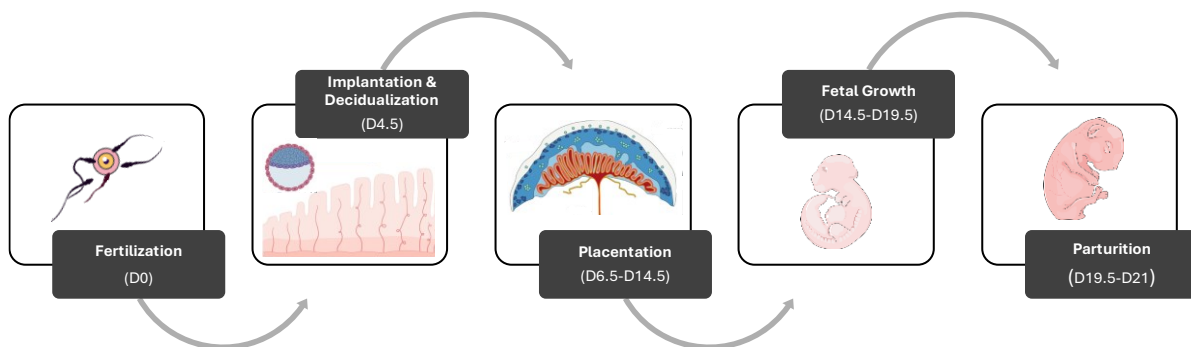 Fertilization
(D0)
Implantation &
Decidualization
(D4.5)
Placentation
(D6.5-D14.5)
Fetal Growth
(D14.5-D19.5)
Parturition
(D19.5-D21)